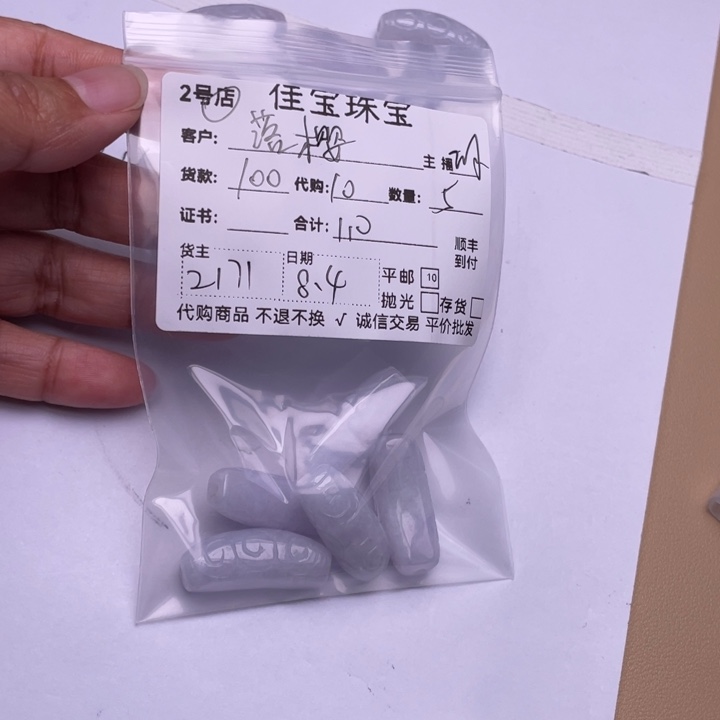 2号店 佳宝珠宝
客户: 落樱 主播
货款: 100 代购: 10 数量: 5
证书: 合计: 110 顺丰到付
货主 2171 日期 8.4 平邮 10
抛光 存货
代购商品 不退不换 √ 诚信交易 平价批发